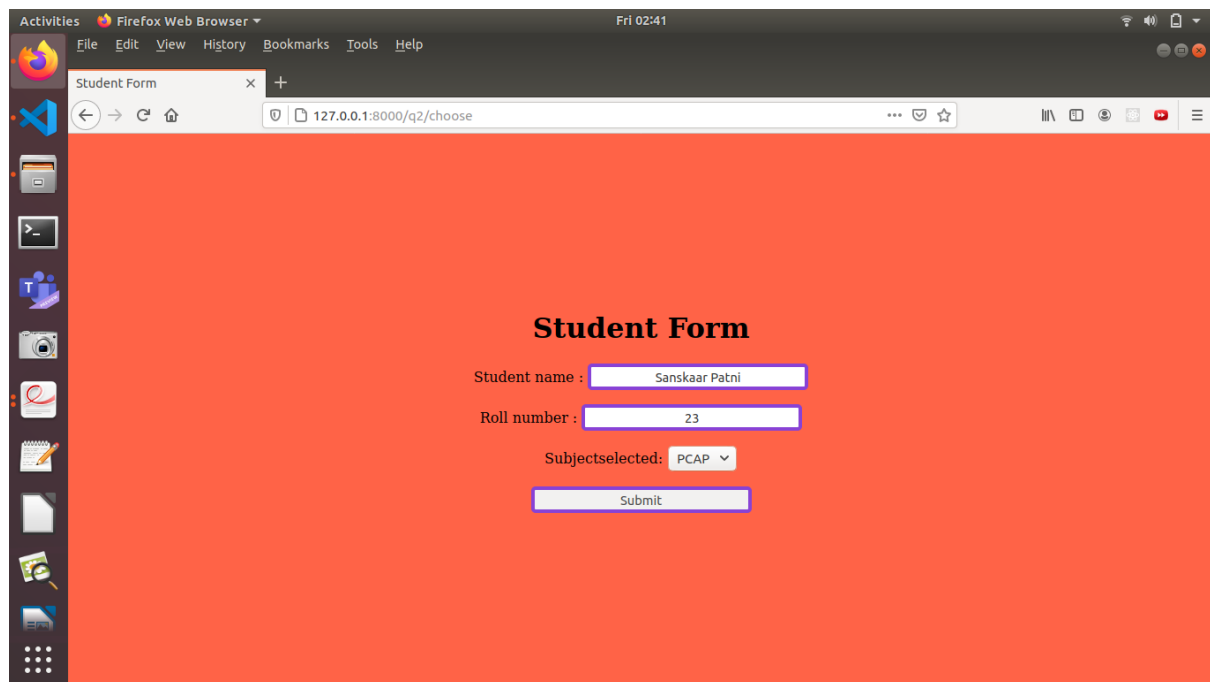 Activities Firefox Web Browser Fri 02:41
File Edit View History Bookmarks Tools Help
Student Form
127.0.0.1:8000/q2/choose
Student Form
Student name : Sanskaar Patni
Roll number : 23
Subjectselected: PCAP
Submit